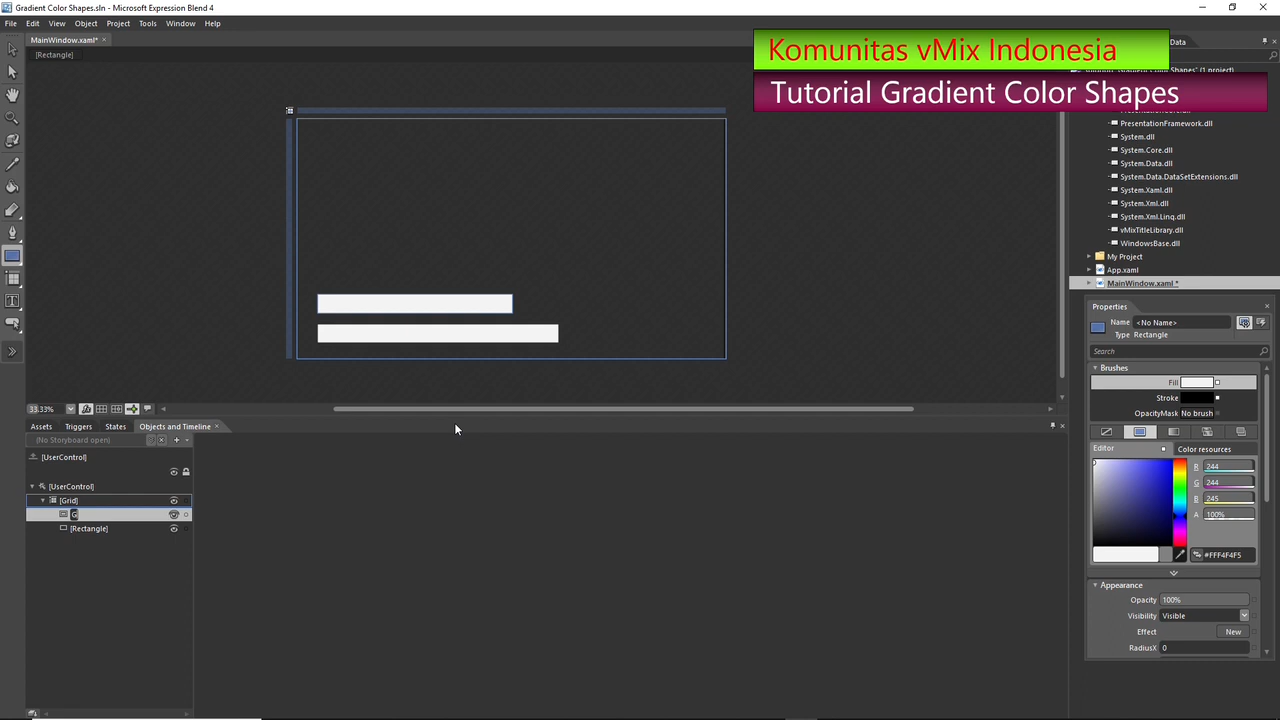 Gradient Color Shapes.sln - Microsoft Expression Blend 4
File Edit View Object Project Tools Window Help
MainWindow.xaml* ×
[Rectangle]
Data
Komunitas vMix Indonesia
Tutorial Gradient Color Shapes
PresentationFramework.dll
System.dll
System.Core.dll
System.Data.dll
System.Data.DataSetExtensions.dll
System.Xaml.dll
System.Xml.dll
System.Xml.Linq.dll
vMixTitleLibrary.dll
WindowsBase.dll
My Project
App.xaml
MainWindow.xaml *
Properties ×
Name <No Name>
Type Rectangle
Search
Brushes
Fill
Stroke
OpacityMask No brush
Editor Color resources
R 244
G 244
B 245
A 100%
#FFF4F4F5
Appearance
Opacity 100%
Visibility Visible
Effect New
RadiusX 0
33.33%
Assets Triggers States Objects and Timeline ×
(No Storyboard open)
[UserControl]
[UserControl]
[Grid]
G
[Rectangle]